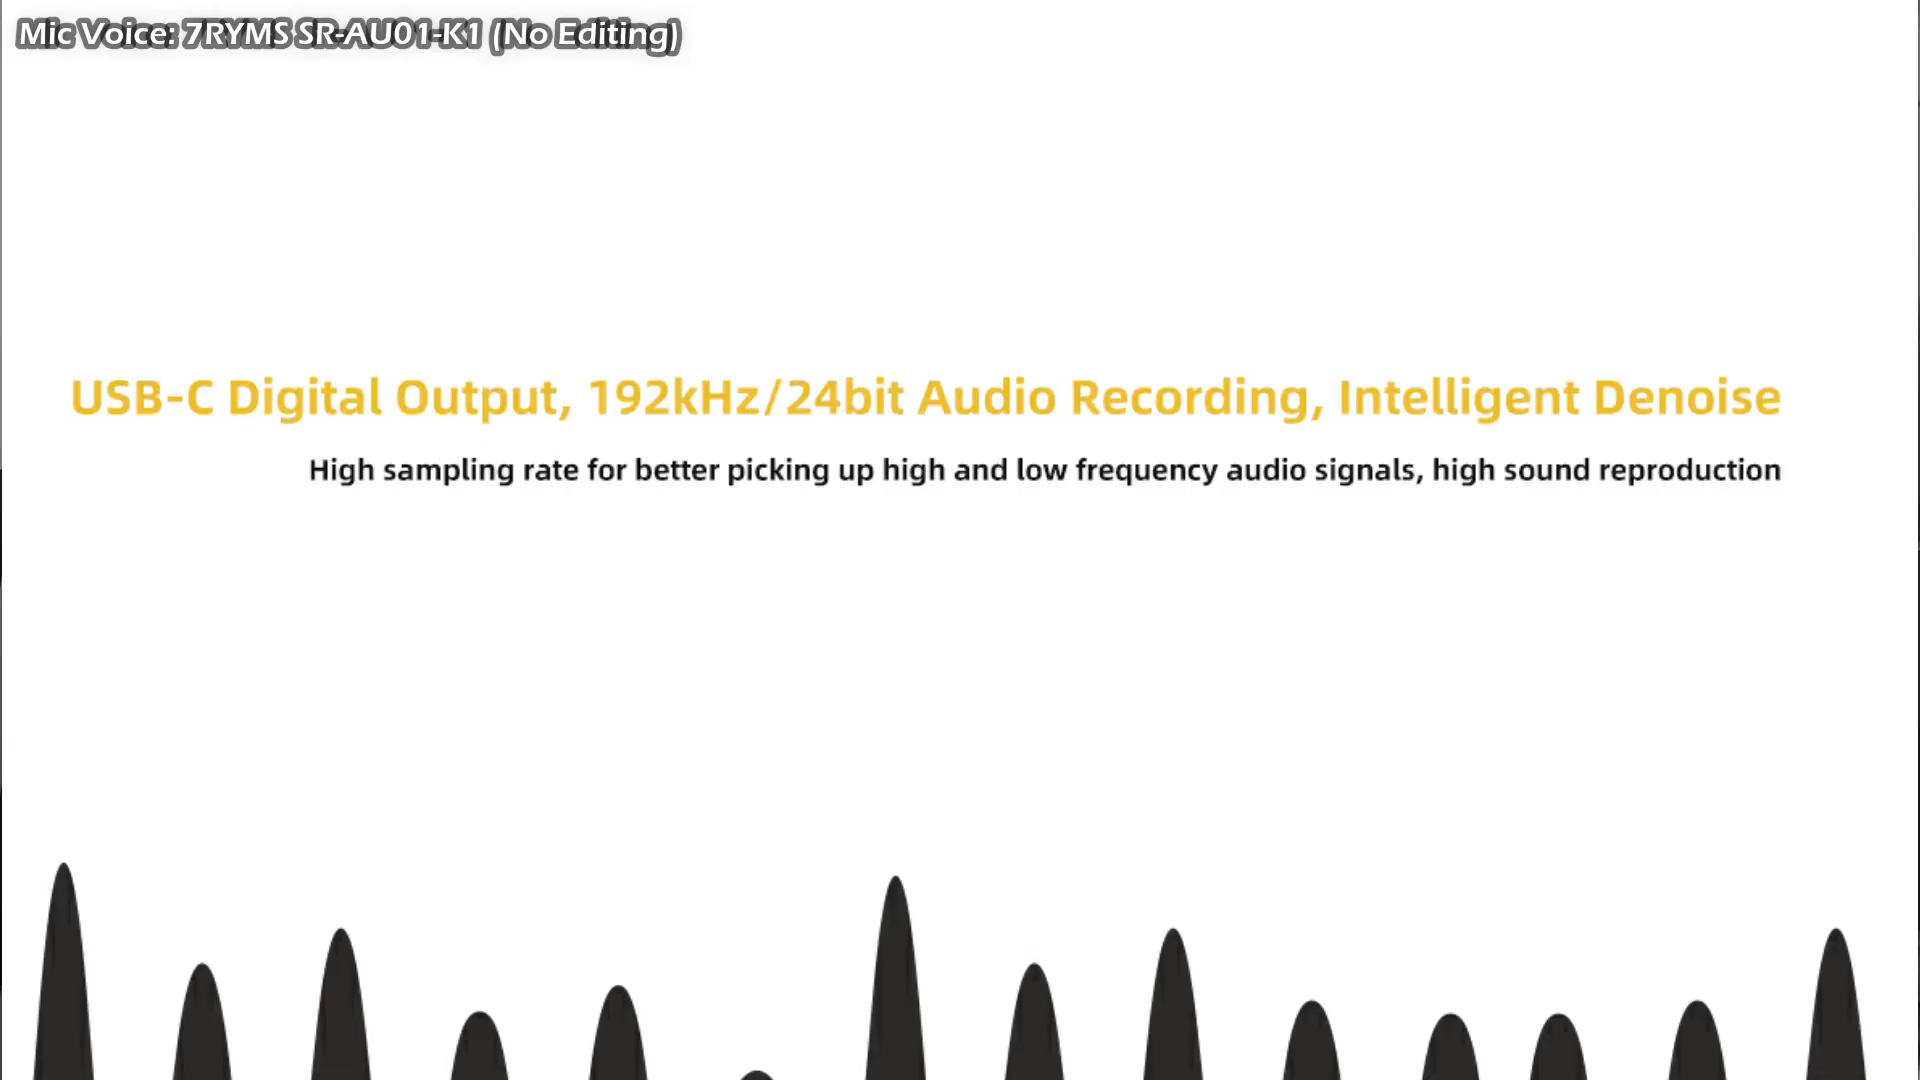 Mic Voice: 7RYMS SR-AU01-K1 (No Editing)
USB-C Digital Output, 192kHz/24bit Audio Recording, Intelligent Denoise
High sampling rate for better picking up high and low frequency audio signals, high sound reproduction